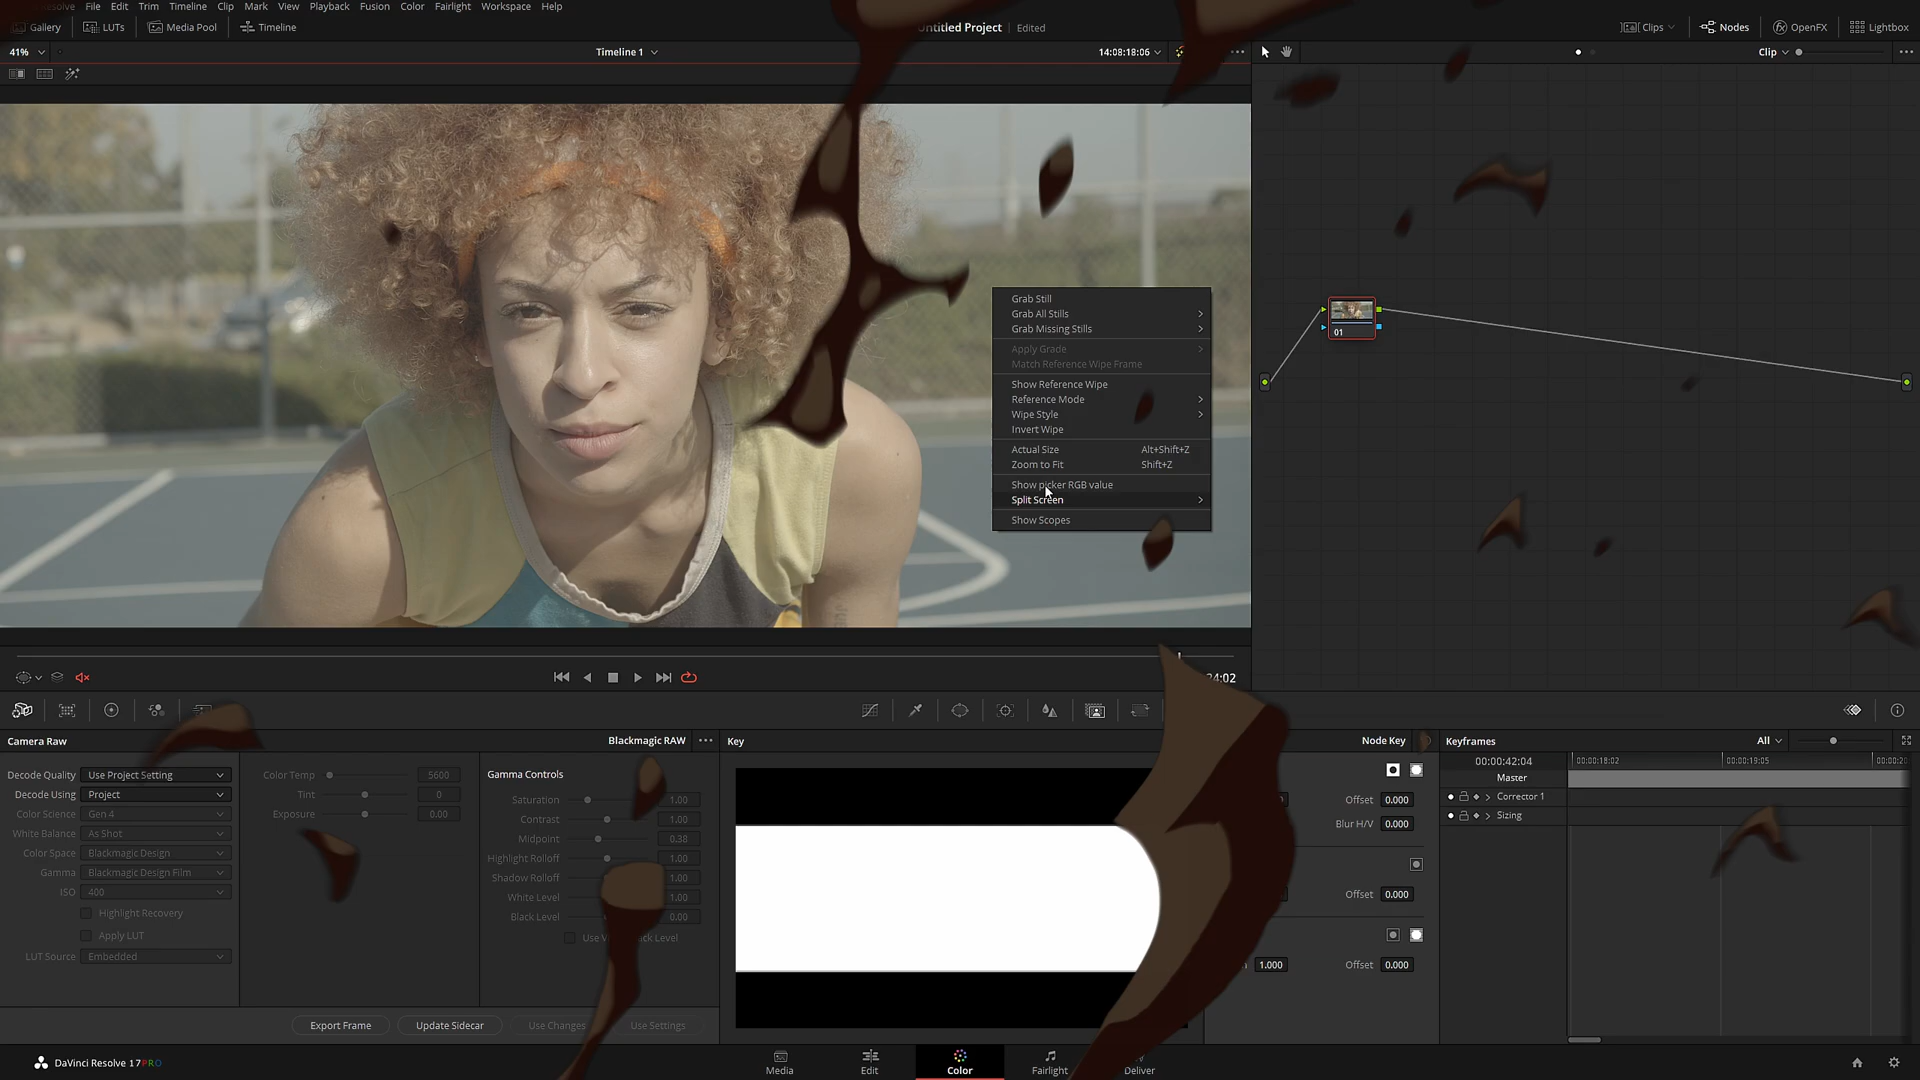 File Edit Trim Timeline Clip Mark View Playback Fusion Color Fairlight Workspace Help
Gallery LUTs Media Pool Timeline
Untitled Project Edited
Clips Nodes OpenFX Lightbox
41%
Timeline 1
14:08:18:06
Clip
Grab Still
Grab All Stills
Grab Missing Stills
Apply Grade
Match Reference Wipe Frame
Show Reference Wipe
Reference Mode
Wipe Style
Invert Wipe
Actual Size Alt+Shift+Z
Zoom to Fit Shift+Z
Show picker RGB value
Split Screen
Show Scopes
01
24:02
Camera Raw
Blackmagic RAW
Decode Quality Use Project Setting
Decode Using Project
Color Science Gen 4
White Balance As Shot
Color Space Blackmagic Design
Gamma Blackmagic Design Film
ISO 400
Highlight Recovery
Apply LUT
LUT Source Embedded
Color Temp 5600
Tint 0
Exposure 0.00
Gamma Controls
Saturation 1.00
Contrast 1.00
Midpoint 0.38
Highlight Rolloff 1.00
Shadow Rolloff 1.00
White Level 1.00
Black Level 0.00
Export Frame
Update Sidecar
Use Changes
Use Settings
Key
Node Key
Offset 0.000
Blur H/V 0.000
Offset 0.000
1.000 Offset 0.000
Keyframes
All
00:00:42:04
00:00:18:02 00:00:19:05
Master
Corrector 1
Sizing
DaVinci Resolve 17PRO
Media
Edit
Color
Fairlight
Deliver